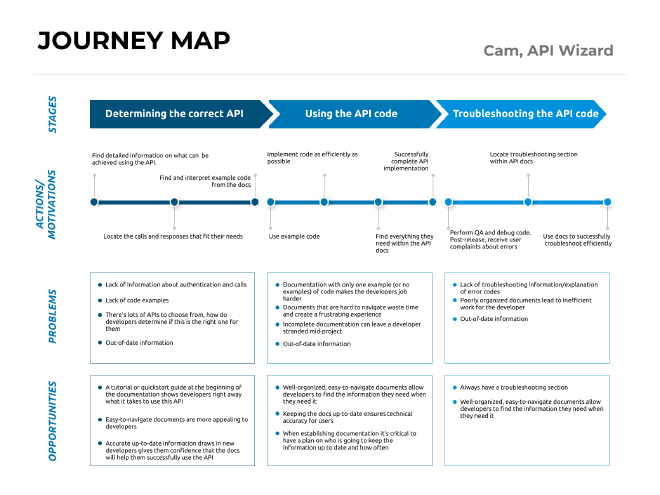 JOURNEY MAP
Cam, API Wizard
STAGES
Determining the correct API
Using the API code
Troubleshooting the API code
ACTIONS/
MOTIVATIONS
Find detailed information on what can be
achieved using the API.
Find and interpret example code
from the docs
Locate the calls and responses that fit their needs
Implement code as efficiently as
possible
Successfully
complete API
implementation
Use example code
Find everything they
need within the API
docs
Locate troubleshooting section
within API docs
Perform QA and debug code.
Post-release, receive user
complaints about errors
Use docs to successfully
troubleshoot efficiently
PROBLEMS
Lack of information about authentication and calls
Lack of code examples
There's lots of APIs to choose from, how do
developers determine if this is the right one for
them
Out-of-date information
Documentation with only one example (or no
examples) of code makes the developers job
harder
Documents that are hard to navigate waste time
and create a frustrating experience
Incomplete documentation can leave a developer
stranded mid-project
Out-of-date information
Lack of troubleshooting information/explanation
of error codes
Poorly organized documents lead to inefficient
work for the developer
Out-of-date information
OPPORTUNITIES
A tutorial or quickstart guide at the beginning of
the documentation shows developers right away
what it takes to use this API
Easy-to-navigate documents are more appealing to
developers
Accurate up-to-date information draws in new
developers gives them confidence that the docs
will help them successfully use the API
Well-organized, easy-to-navigate documents allow
developers to find the information they need when
they need it
Keeping the docs up-to-date ensures technical
accuracy for users
When establishing documentation it's critical to
have a plan on who is going to keep the
information up to date and how often
Always have a troubleshooting section
Well-organized, easy-to-navigate documents allow
developers to find the information they need when
they need it